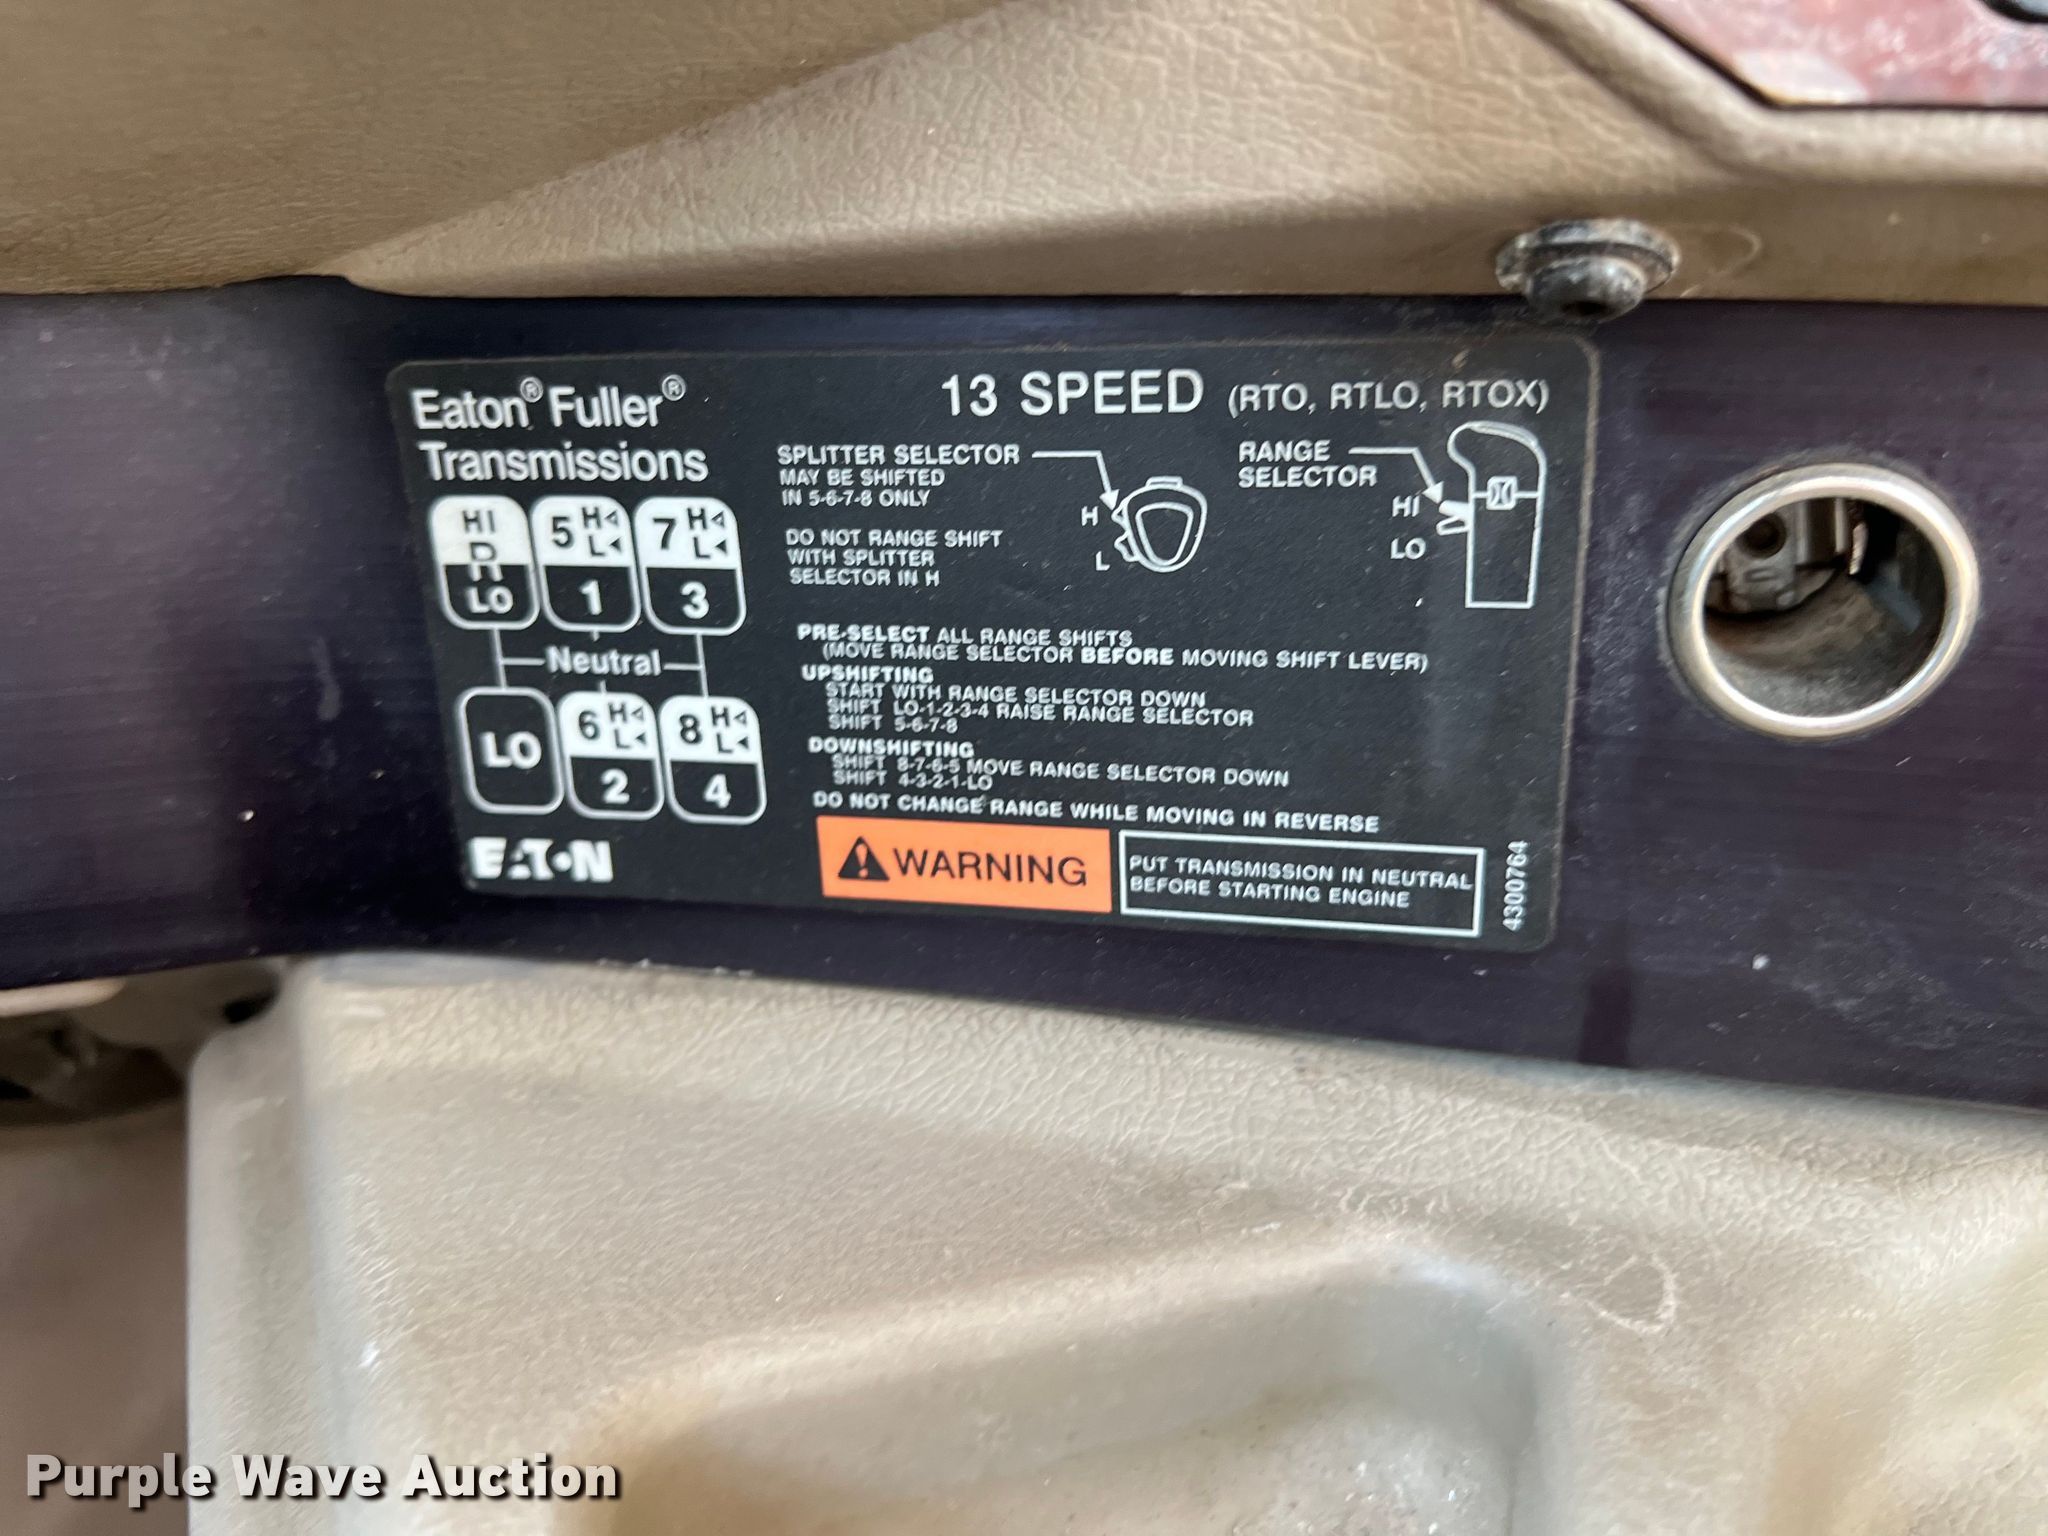 Eaton® Fuller®
Transmissions
13 SPEED (RTO, RTLO, RTOX)
HI
R
LO
5 H◁
L◀
1
7 H◁
L◀
3
Neutral
LO
6 H◁
L◀
2
8 H◁
L◀
4
EATON
SPLITTER SELECTOR
MAY BE SHIFTED
IN 5-6-7-8 ONLY
DO NOT RANGE SHIFT
WITH SPLITTER
SELECTOR IN H
H
L
RANGE
SELECTOR
HI
LO
PRE-SELECT ALL RANGE SHIFTS
(MOVE RANGE SELECTOR BEFORE MOVING SHIFT LEVER)
UPSHIFTING
START WITH RANGE SELECTOR DOWN
SHIFT LO-1-2-3-4 RAISE RANGE SELECTOR
SHIFT 5-6-7-8
DOWNSHIFTING
SHIFT 8-7-6-5 MOVE RANGE SELECTOR DOWN
SHIFT 4-3-2-1-LO
DO NOT CHANGE RANGE WHILE MOVING IN REVERSE
WARNING
PUT TRANSMISSION IN NEUTRAL
BEFORE STARTING ENGINE
4300764
Purple Wave Auction